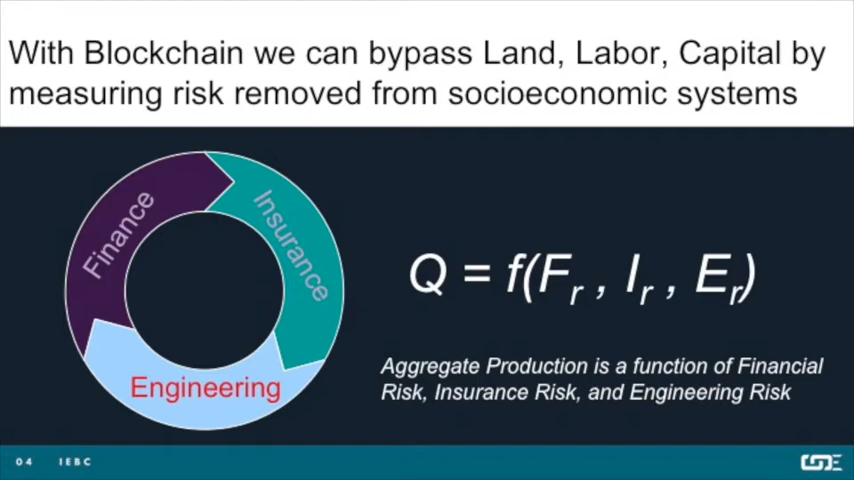 With Blockchain we can bypass Land, Labor, Capital by
measuring risk removed from socioeconomic systems
Finance
Insurance
Engineering
Q = f(Fr , Ir , Er)
Aggregate Production is a function of Financial
Risk, Insurance Risk, and Engineering Risk
04 IEBC